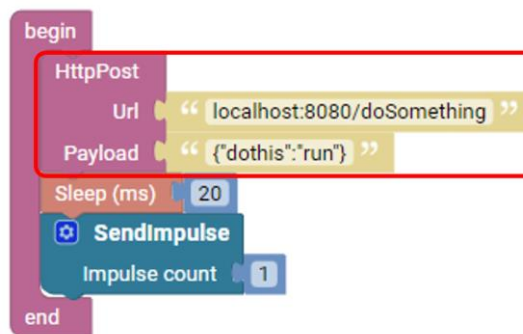 begin
HttpPost
Url “ localhost:8080/doSomething ”
Payload “ {"dothis":"run"} ”
Sleep (ms) 20
SendImpulse
Impulse count 1
end